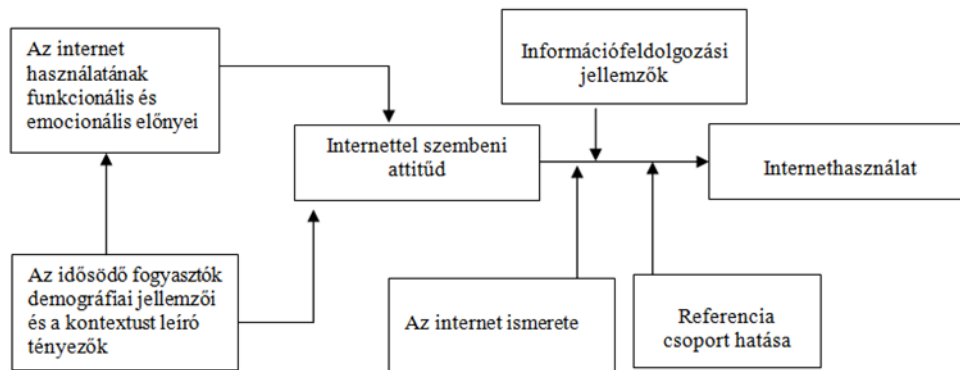 Az internet
használatának
funkcionális és
emocionális előnyei
Információfeldolgozási
jellemzők
Internettel szembeni
attitűd
Internethasználat
Az idősödő fogyasztók
demográfiai jellemzői
és a kontextust leíró
tényezők
Az internet ismerete
Referencia
csoport hatása